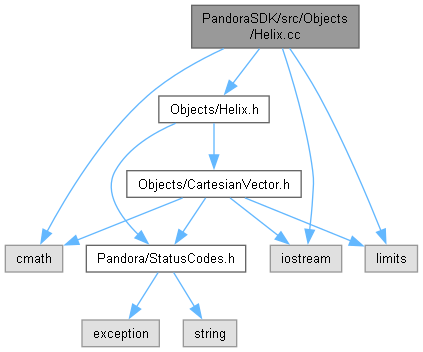 PandoraSDK/src/Objects
/Helix.cc
Objects/Helix.h
Objects/CartesianVector.h
cmath
Pandora/StatusCodes.h
iostream
limits
exception
string